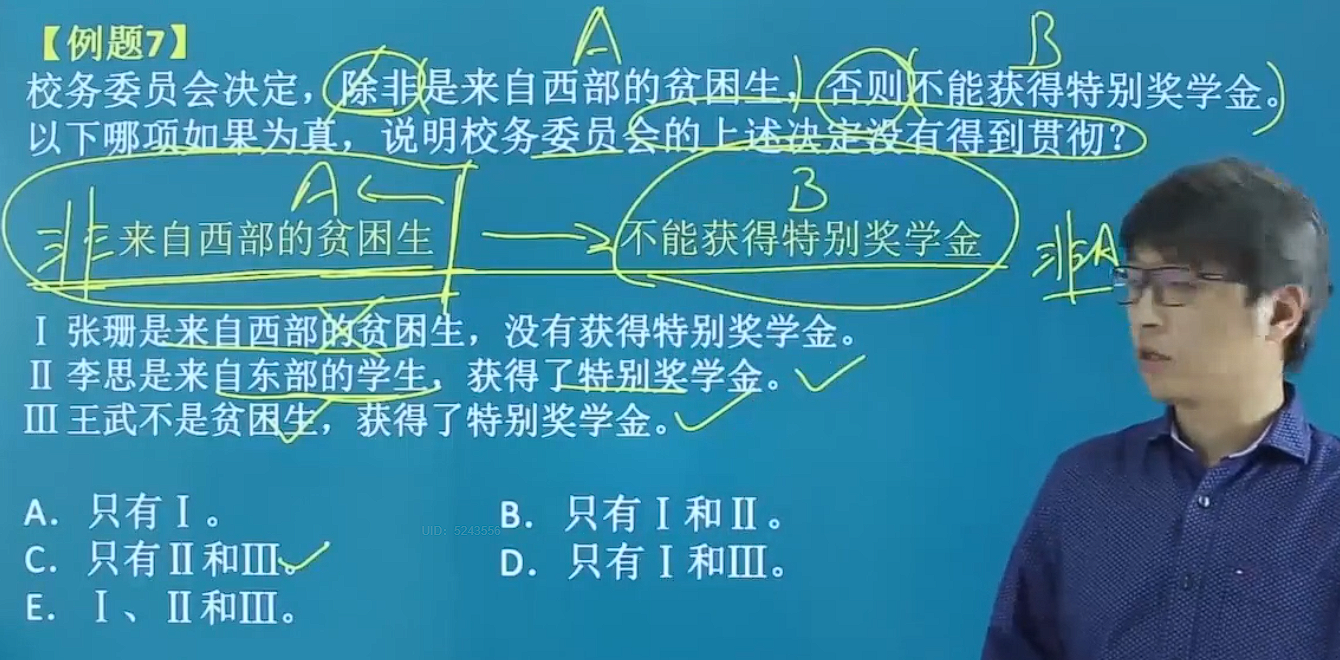 【例题7】
A
B
校务委员会决定，除非是来自西部的贫困生，否则不能获得特别奖学金。
以下哪项如果为真，说明校务委员会的上述决定没有得到贯彻？
A ←
B
非来自西部的贫困生 → 不能获得特别奖学金 非A
Ⅰ 张珊是来自西部的贫困生，没有获得特别奖学金。
Ⅱ 李思是来自东部的学生，获得了特别奖学金。
Ⅲ 王武不是贫困生，获得了特别奖学金。
A. 只有Ⅰ。
B. 只有Ⅰ和Ⅱ。
UID: 5243556
C. 只有Ⅱ和Ⅲ。
D. 只有Ⅰ和Ⅲ。
E. Ⅰ、Ⅱ和Ⅲ。